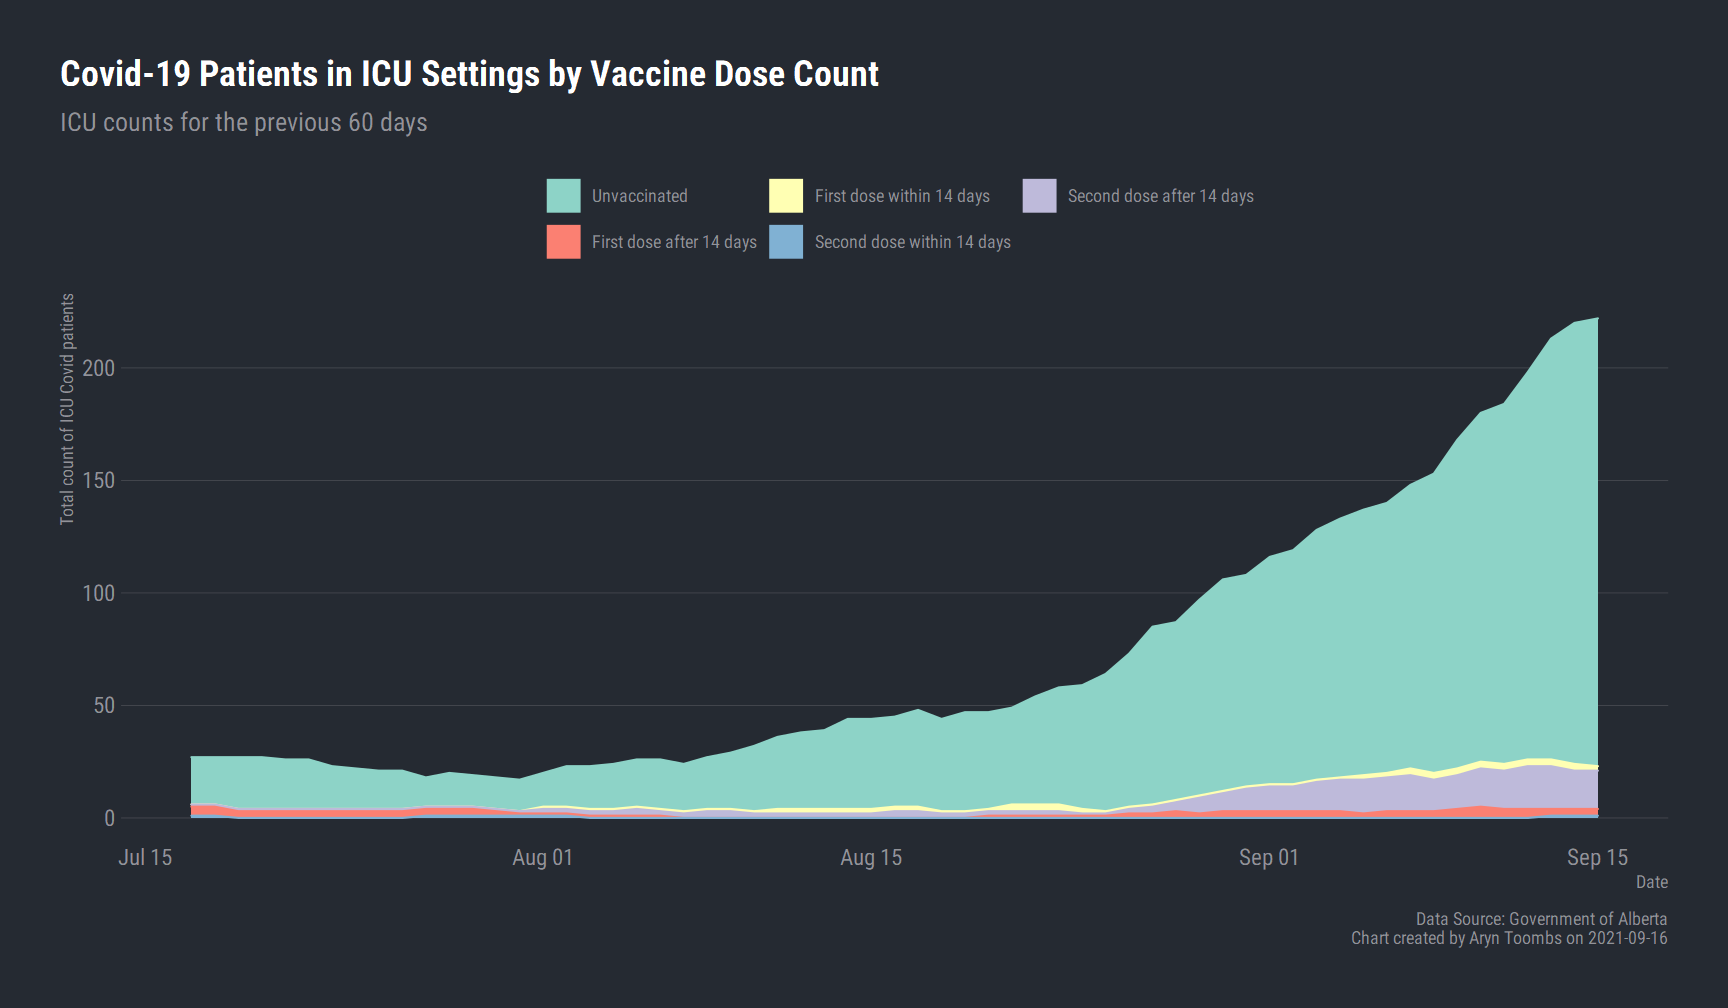 Covid-19 Patients in ICU Settings by Vaccine Dose Count
ICU counts for the previous 60 days
Unvaccinated
First dose within 14 days
Second dose after 14 days
First dose after 14 days
Second dose within 14 days
Total count of ICU Covid patients
200
150
100
50
0
Jul 15
Aug 01
Aug 15
Sep 01
Sep 15
Date
Data Source: Government of Alberta
Chart created by Aryn Toombs on 2021-09-16